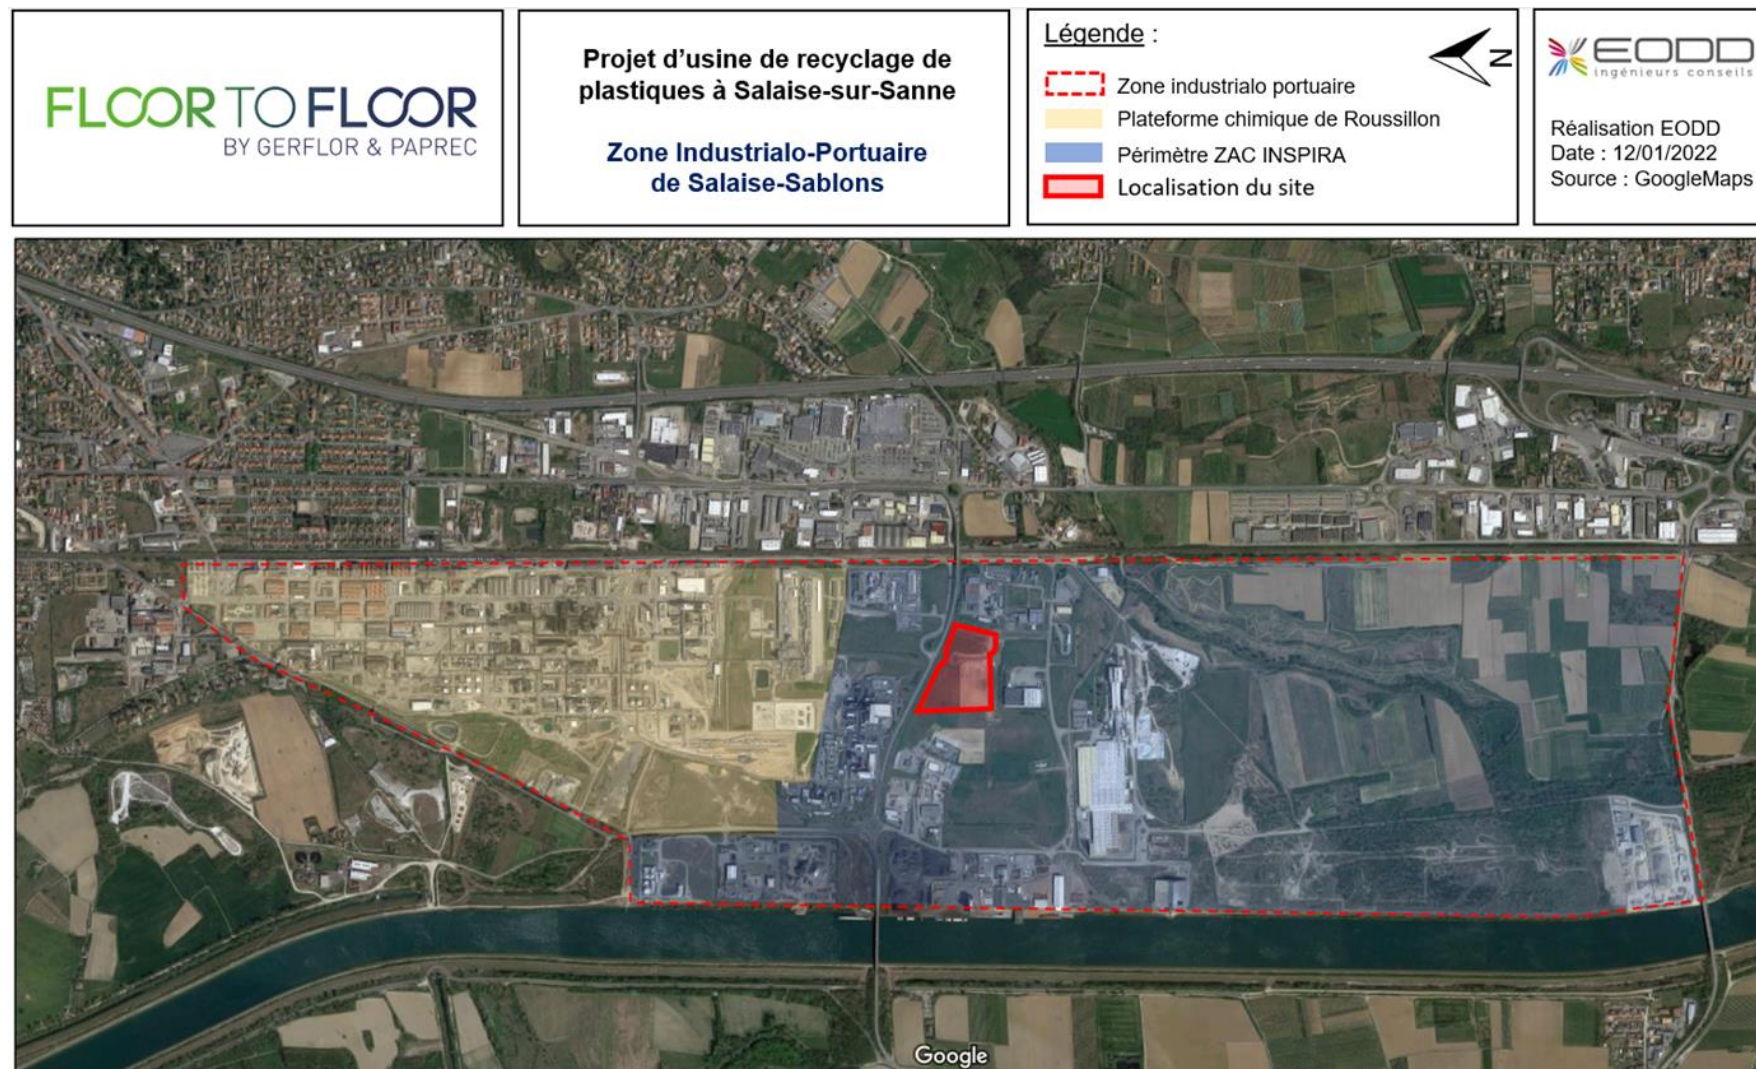 FLOOR TO FLOOR
BY GERFLOR & PAPREC
Projet d'usine de recyclage de
plastiques à Salaise-sur-Sanne
Zone Industrialo-Portuaire
de Salaise-Sablons
Légende :
N
Zone industrialo portuaire
Plateforme chimique de Roussillon
Périmètre ZAC INSPIRA
Localisation du site
EODD
ingénieurs conseils
Réalisation EODD
Date : 12/01/2022
Source : GoogleMaps
Google